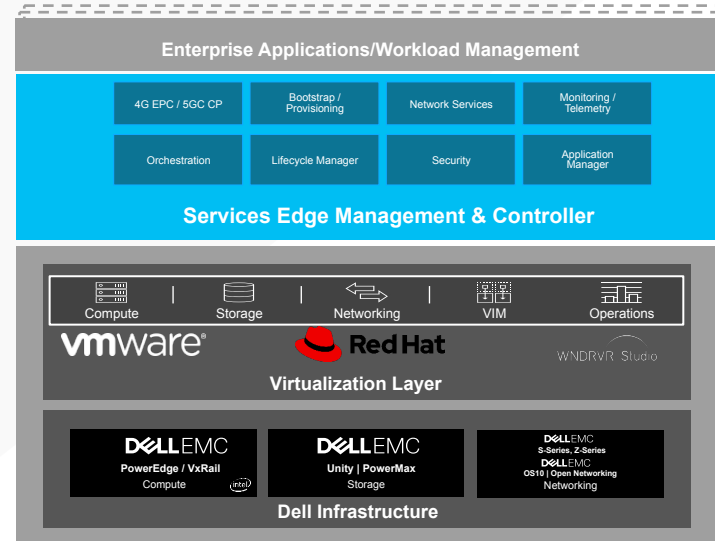 Enterprise Applications/Workload Management
4G EPC / 5GC CP
Bootstrap /
Provisioning
Network Services
Monitoring /
Telemetry
Orchestration
Lifecycle Manager
Security
Application
Manager
Services Edge Management & Controller
Compute | Storage | Networking | VIM Operations
vmware®
Red Hat
WNDRVR Studio
Virtualization Layer
DELLEMC
PowerEdge / VxRail
Compute
intel
DELLEMC
Unity | PowerMax
Storage
DELLEMC
S-Series, Z-Series
DELLEMC
OS10 | Open Networking
Networking
Dell Infrastructure